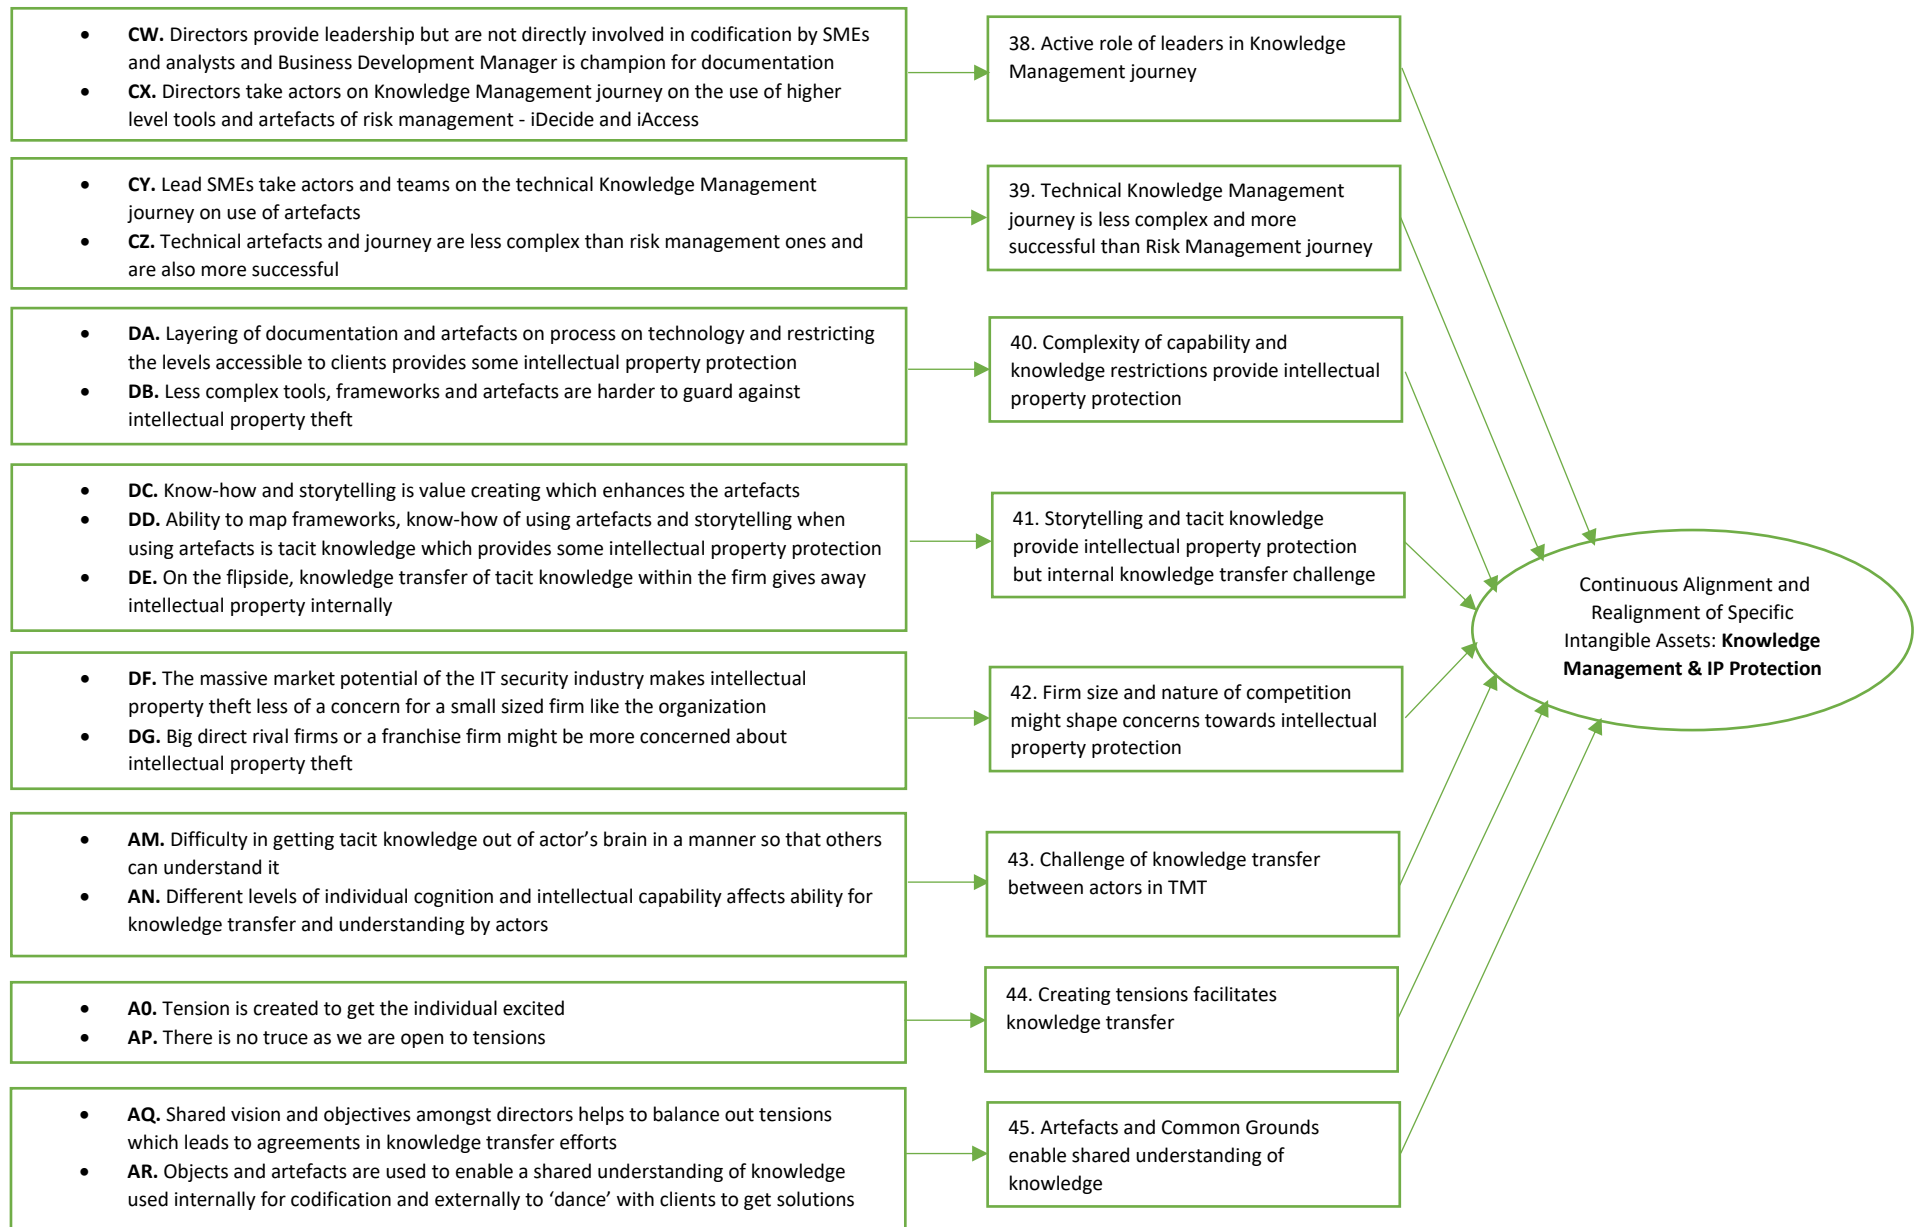 • CW. Directors provide leadership but are not directly involved in codification by SMEs
and analysts and Business Development Manager is champion for documentation
• CX. Directors take actors on Knowledge Management journey on the use of higher
level tools and artefacts of risk management - iDecide and iAccess
38. Active role of leaders in Knowledge
Management journey
• CY. Lead SMEs take actors and teams on the technical Knowledge Management
journey on use of artefacts
• CZ. Technical artefacts and journey are less complex than risk management ones and
are also more successful
39. Technical Knowledge Management
journey is less complex and more
successful than Risk Management journey
• DA. Layering of documentation and artefacts on process on technology and restricting
the levels accessible to clients provides some intellectual property protection
• DB. Less complex tools, frameworks and artefacts are harder to guard against
intellectual property theft
40. Complexity of capability and
knowledge restrictions provide intellectual
property protection
• DC. Know-how and storytelling is value creating which enhances the artefacts
• DD. Ability to map frameworks, know-how of using artefacts and storytelling when
using artefacts is tacit knowledge which provides some intellectual property protection
• DE. On the flipside, knowledge transfer of tacit knowledge within the firm gives away
intellectual property internally
41. Storytelling and tacit knowledge
provide intellectual property protection
but internal knowledge transfer challenge
• DF. The massive market potential of the IT security industry makes intellectual
property theft less of a concern for a small sized firm like the organization
• DG. Big direct rival firms or a franchise firm might be more concerned about
intellectual property theft
42. Firm size and nature of competition
might shape concerns towards intellectual
property protection
• AM. Difficulty in getting tacit knowledge out of actor's brain in a manner so that others
can understand it
• AN. Different levels of individual cognition and intellectual capability affects ability for
knowledge transfer and understanding by actors
43. Challenge of knowledge transfer
between actors in TMT
• A0. Tension is created to get the individual excited
• AP. There is no truce as we are open to tensions
44. Creating tensions facilitates
knowledge transfer
• AQ. Shared vision and objectives amongst directors helps to balance out tensions
which leads to agreements in knowledge transfer efforts
• AR. Objects and artefacts are used to enable a shared understanding of knowledge
used internally for codification and externally to ‘dance’ with clients to get solutions
45. Artefacts and Common Grounds
enable shared understanding of
knowledge
Continuous Alignment and
Realignment of Specific
Intangible Assets: Knowledge
Management & IP Protection